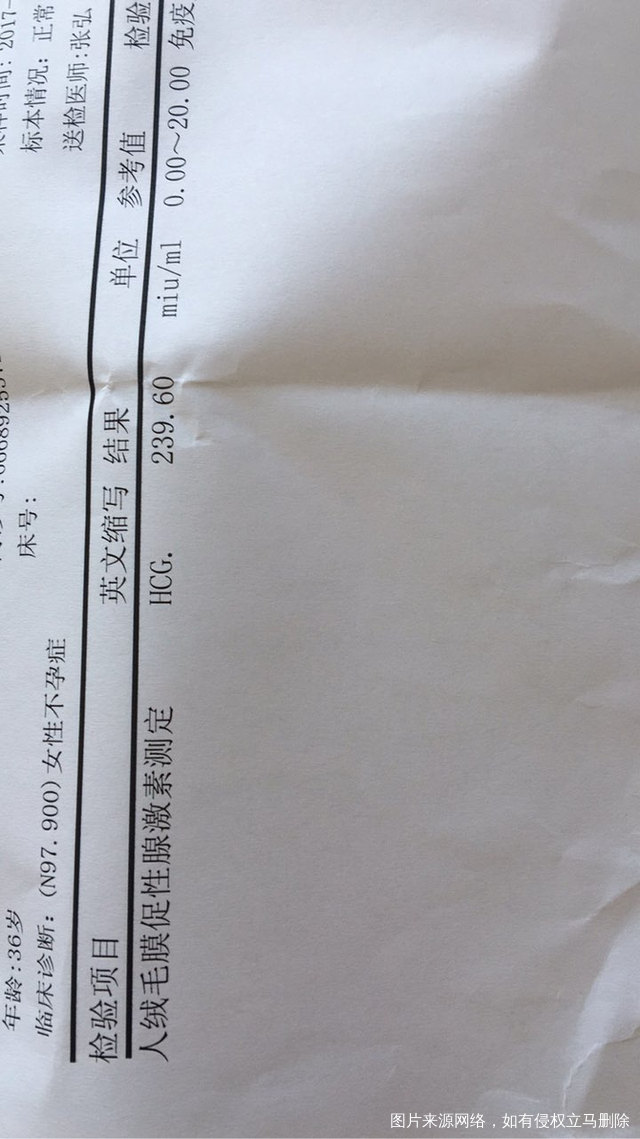 年龄:36岁
床号: 标本情况: 正常
临床诊断: (N97.900)女性不孕症 送检医师:张弘
检验项目 英文缩写 结果 单位 参考值 检验
人绒毛膜促性腺激素测定 HCG. 239.60 miu/ml 0.00~20.00 免疫
图片来源网络，如有侵权立马删除